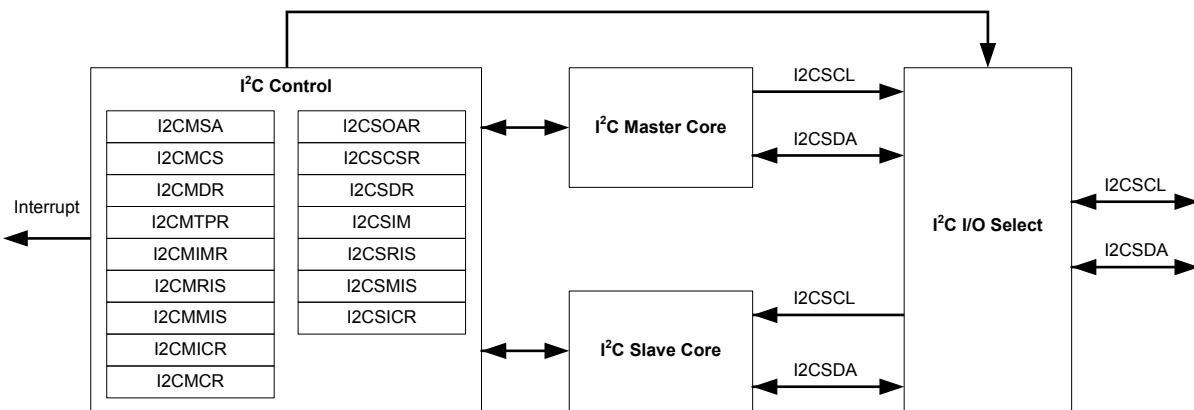 I²C Control
I2CMSA
I2CMCS
I2CMDR
I2CMTPR
I2CMIMR
I2CMRIS
I2CMMIS
I2CMICR
I2CMCR
I2CSOAR
I2CSCSR
I2CSDR
I2CSIM
I2CSRIS
I2CSMIS
I2CSICR
Interrupt
I²C Master Core
I2CSCL
I2CSDA
I²C Slave Core
I2CSCL
I2CSDA
I²C I/O Select
I2CSCL
I2CSDA